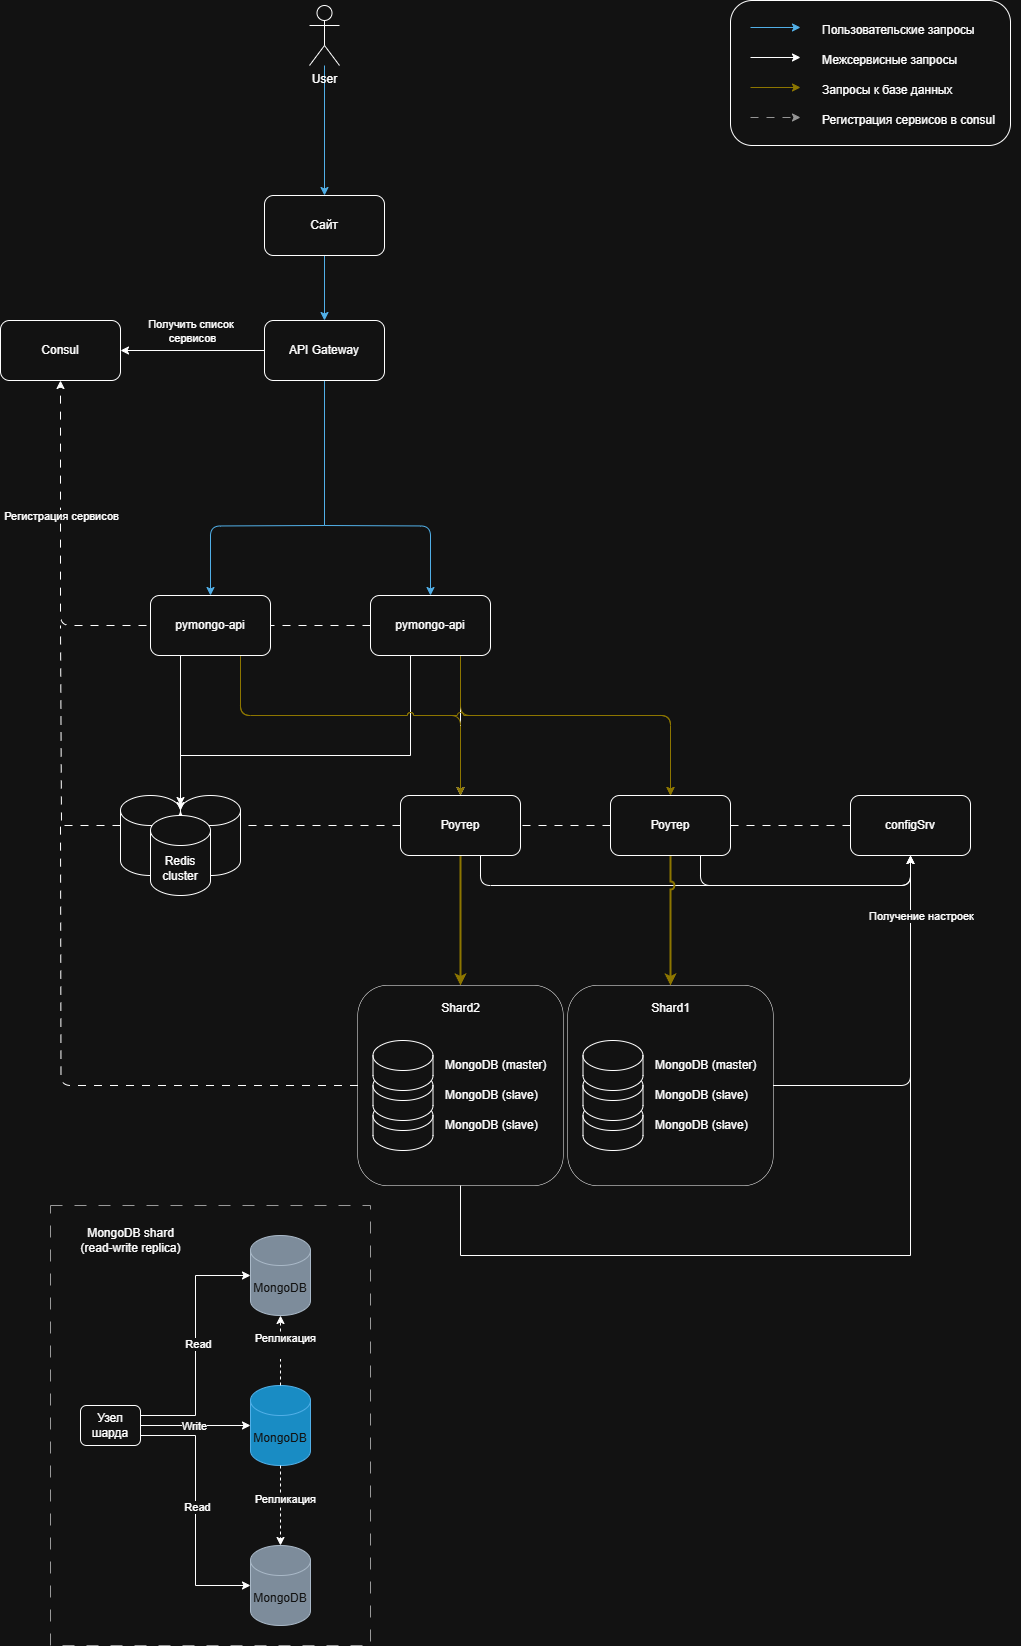 User
Пользовательские запросы
Межсервисные запросы
Запросы к базе данных
Регистрация сервисов в consul
Сайт
Получить список
сервисов
Consul
API Gateway
Регистрация сервисов
pymongo-api
pymongo-api
Redis
cluster
Роутер
Роутер
configSrv
Получение настроек
Shard2
MongoDB (master)
MongoDB (slave)
MongoDB (slave)
Shard1
MongoDB (master)
MongoDB (slave)
MongoDB (slave)
MongoDB shard
(read-write replica)
MongoDB
Репликация
Read
Узел
шарда
Write
MongoDB
Репликация
Read
MongoDB